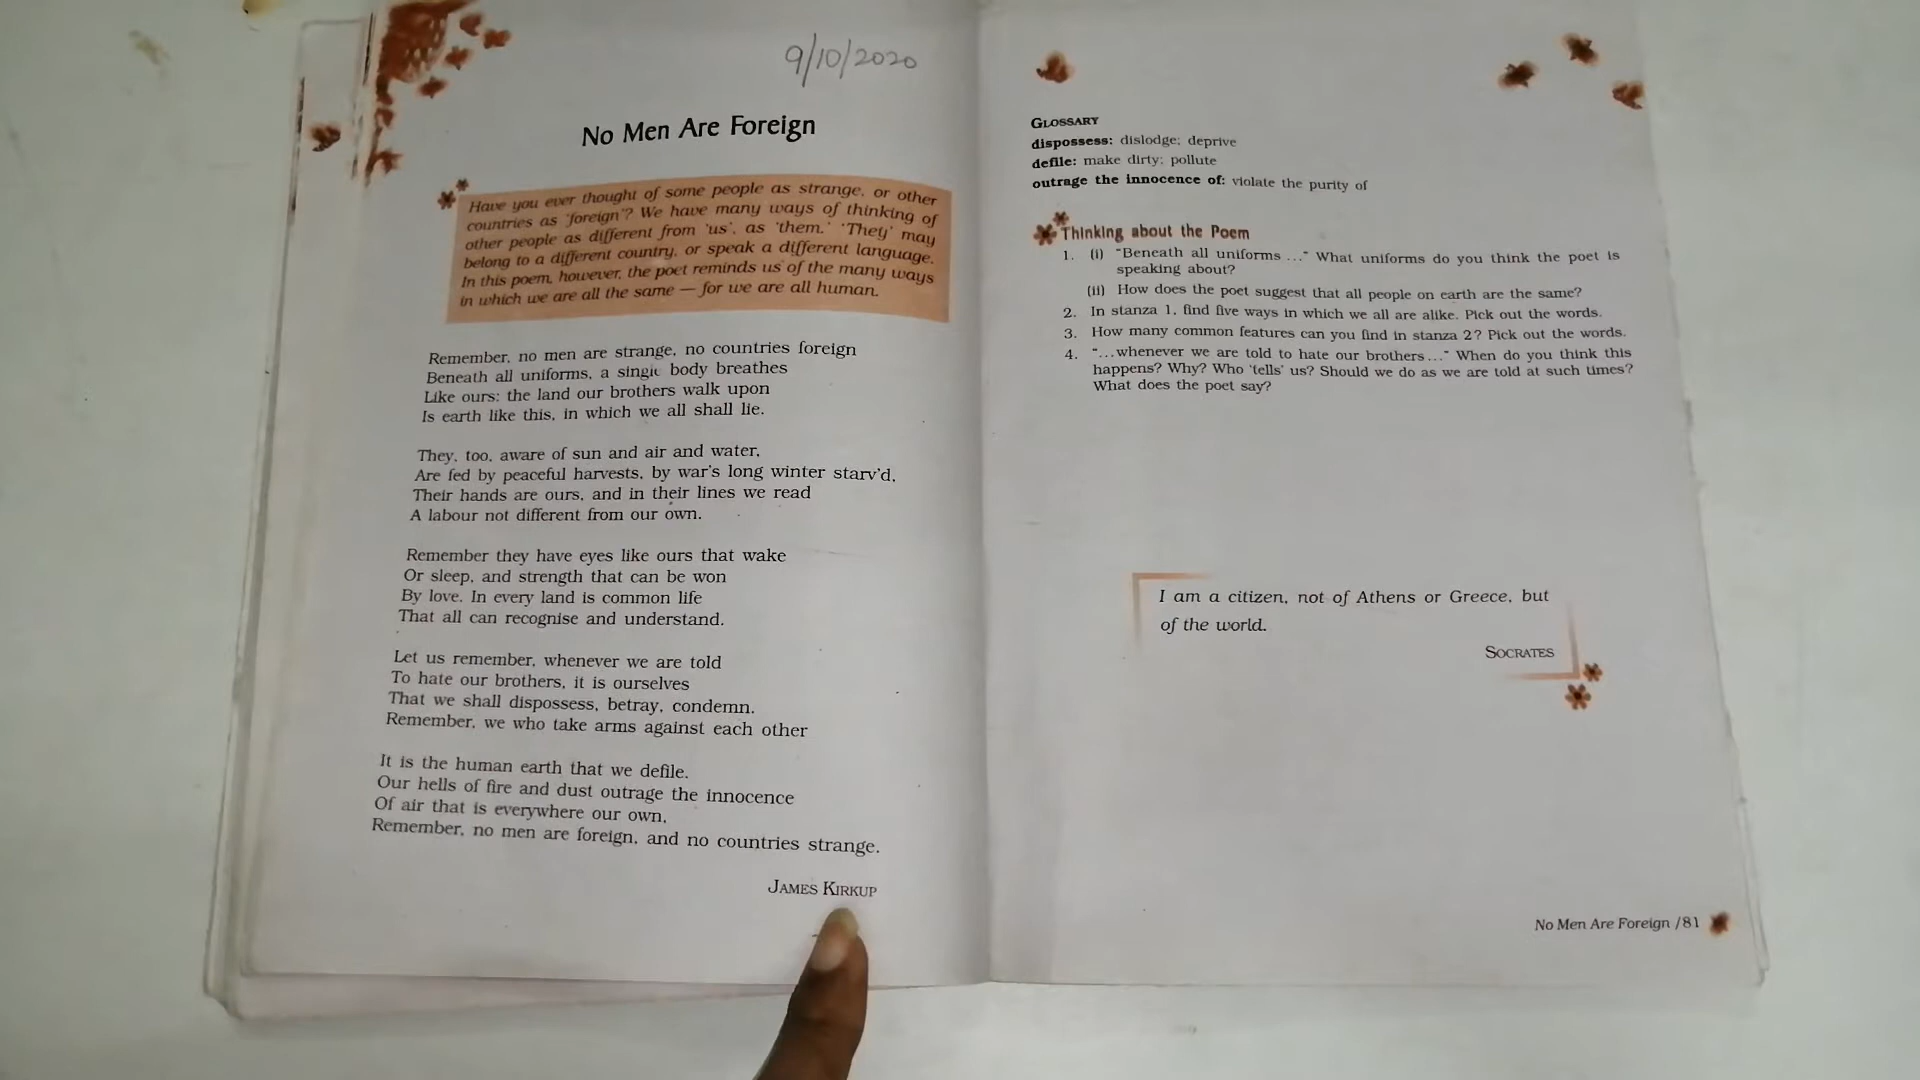 9/10/2020
No Men Are Foreign
Have you ever thought of some people as strange, or other
countries as 'foreign'? We have many ways of thinking of
other people as different from 'us', as 'them.' 'They' may
belong to a different country, or speak a different language.
In this poem, however, the poet reminds us of the many ways
in which we are all the same — for we are all human.
Remember, no men are strange, no countries foreign
Beneath all uniforms, a single body breathes
Like ours: the land our brothers walk upon
Is earth like this, in which we all shall lie.
They, too, aware of sun and air and water,
Are fed by peaceful harvests, by war's long winter starv'd,
Their hands are ours, and in their lines we read
A labour not different from our own.
Remember they have eyes like ours that wake
Or sleep, and strength that can be won
By love. In every land is common life
That all can recognise and understand.
Let us remember, whenever we are told
To hate our brothers, it is ourselves
That we shall dispossess, betray, condemn.
Remember, we who take arms against each other
It is the human earth that we defile.
Our hells of fire and dust outrage the innocence
Of air that is everywhere our own,
Remember, no men are foreign, and no countries strange.
JAMES KIRKUP
GLOSSARY
dispossess: dislodge; deprive
defile: make dirty; pollute
outrage the innocence of: violate the purity of
Thinking about the Poem
1. (i) "Beneath all uniforms ..." What uniforms do you think the poet is
speaking about?
(ii) How does the poet suggest that all people on earth are the same?
2. In stanza 1, find five ways in which we all are alike. Pick out the words.
3. How many common features can you find in stanza 2? Pick out the words.
4. "...whenever we are told to hate our brothers ..." When do you think this
happens? Why? Who 'tells' us? Should we do as we are told at such times?
What does the poet say?
I am a citizen, not of Athens or Greece, but
of the world.
SOCRATES
No Men Are Foreign /81